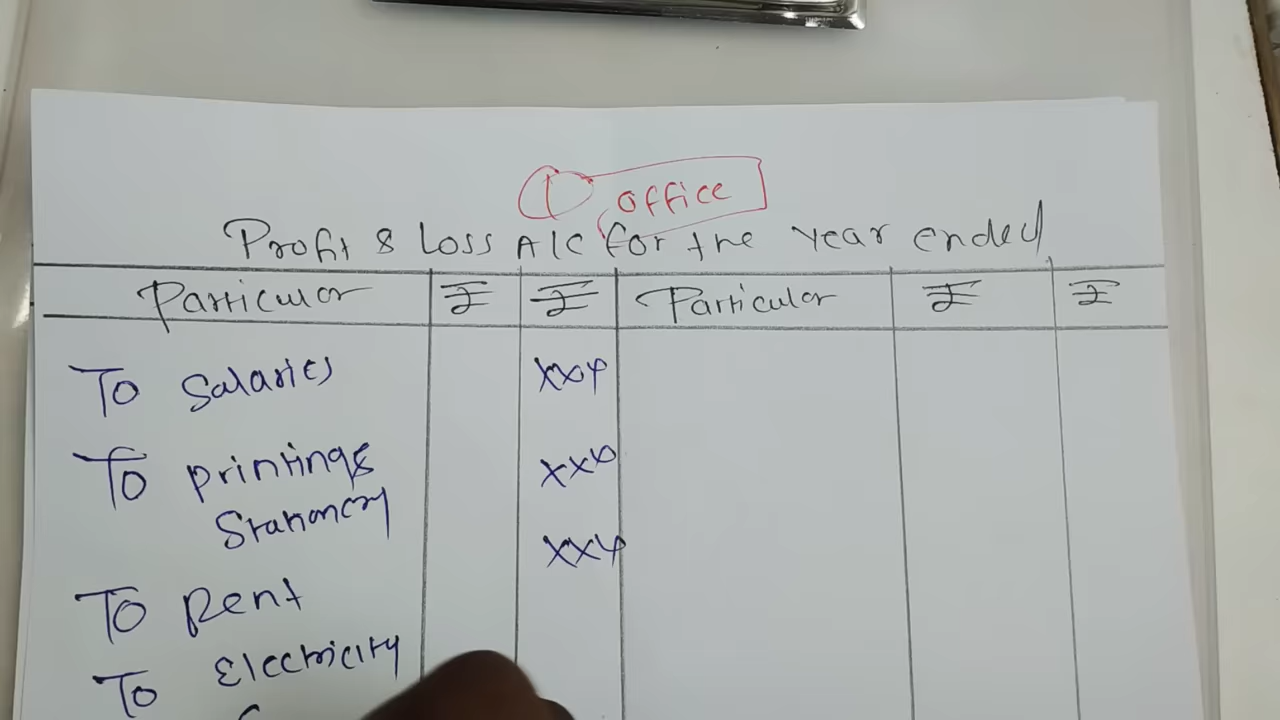 ① office
Profit & Loss A/C for the year ended
Particular ₹ ₹ Particular ₹ ₹
To Salaries xxx
To printing &
Stationery xxx
xxx
To Rent
To Electricity